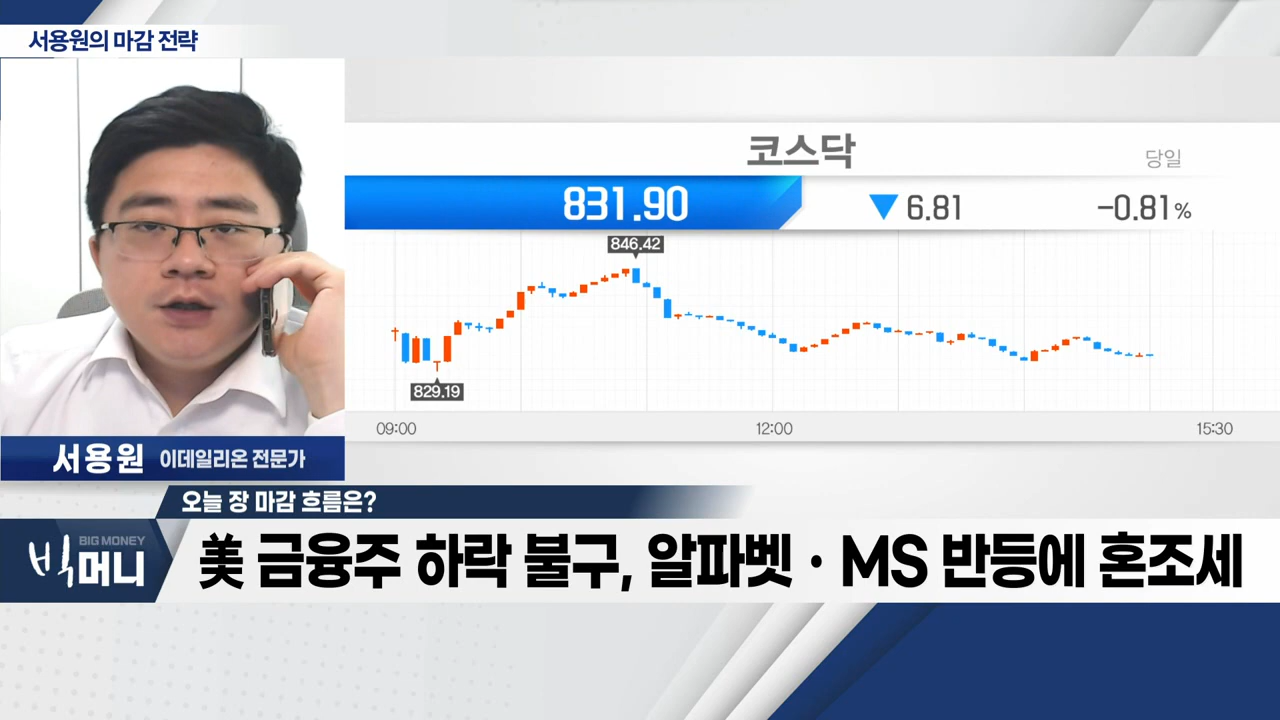 서용원의 마감 전략
코스닥
당일
831.90 ▼ 6.81 -0.81%
846.42
829.19
09:00 12:00 15:30
서용원 이데일리온 전문가
오늘 장 마감 흐름은?
BIG MONEY
빅머니
美 금융주 하락 불구, 알파벳·MS 반등에 혼조세